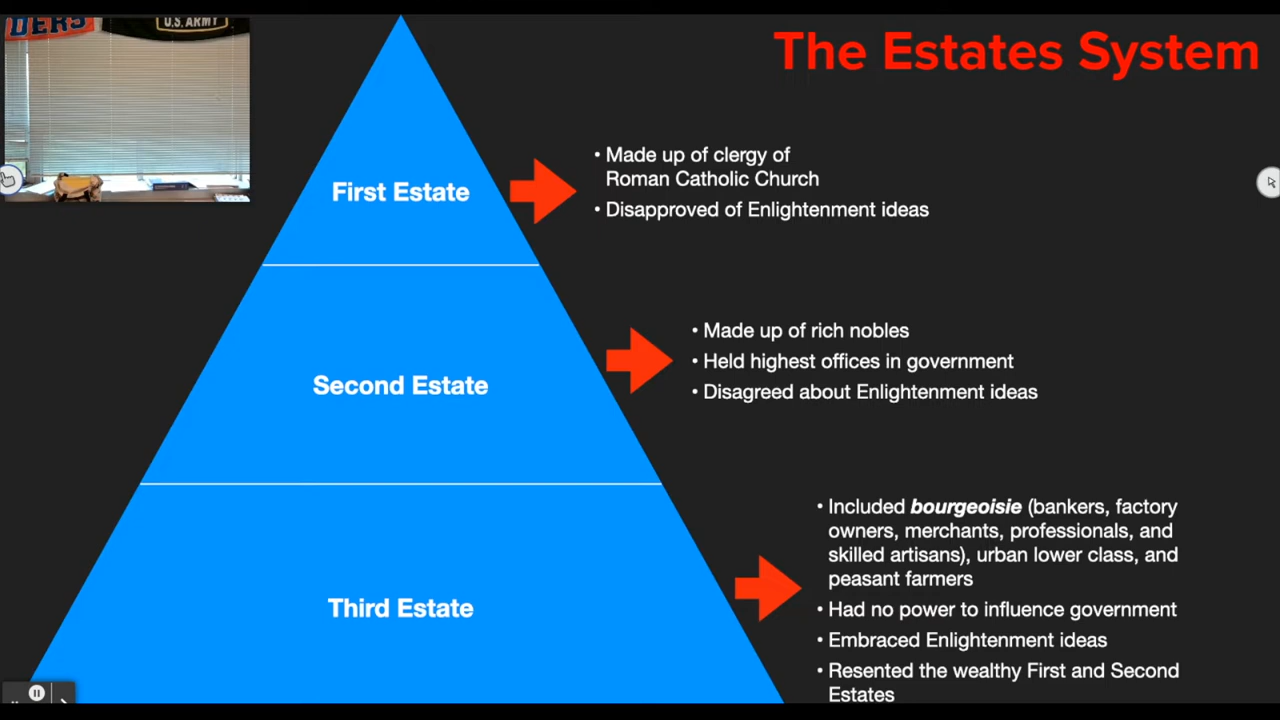 DERS
U.S. ARMY
The Estates System
First Estate
• Made up of clergy of
Roman Catholic Church
• Disapproved of Enlightenment ideas
Second Estate
• Made up of rich nobles
• Held highest offices in government
• Disagreed about Enlightenment ideas
Third Estate
• Included bourgeoisie (bankers, factory
owners, merchants, professionals, and
skilled artisans), urban lower class, and
peasant farmers
• Had no power to influence government
• Embraced Enlightenment ideas
• Resented the wealthy First and Second
Estates